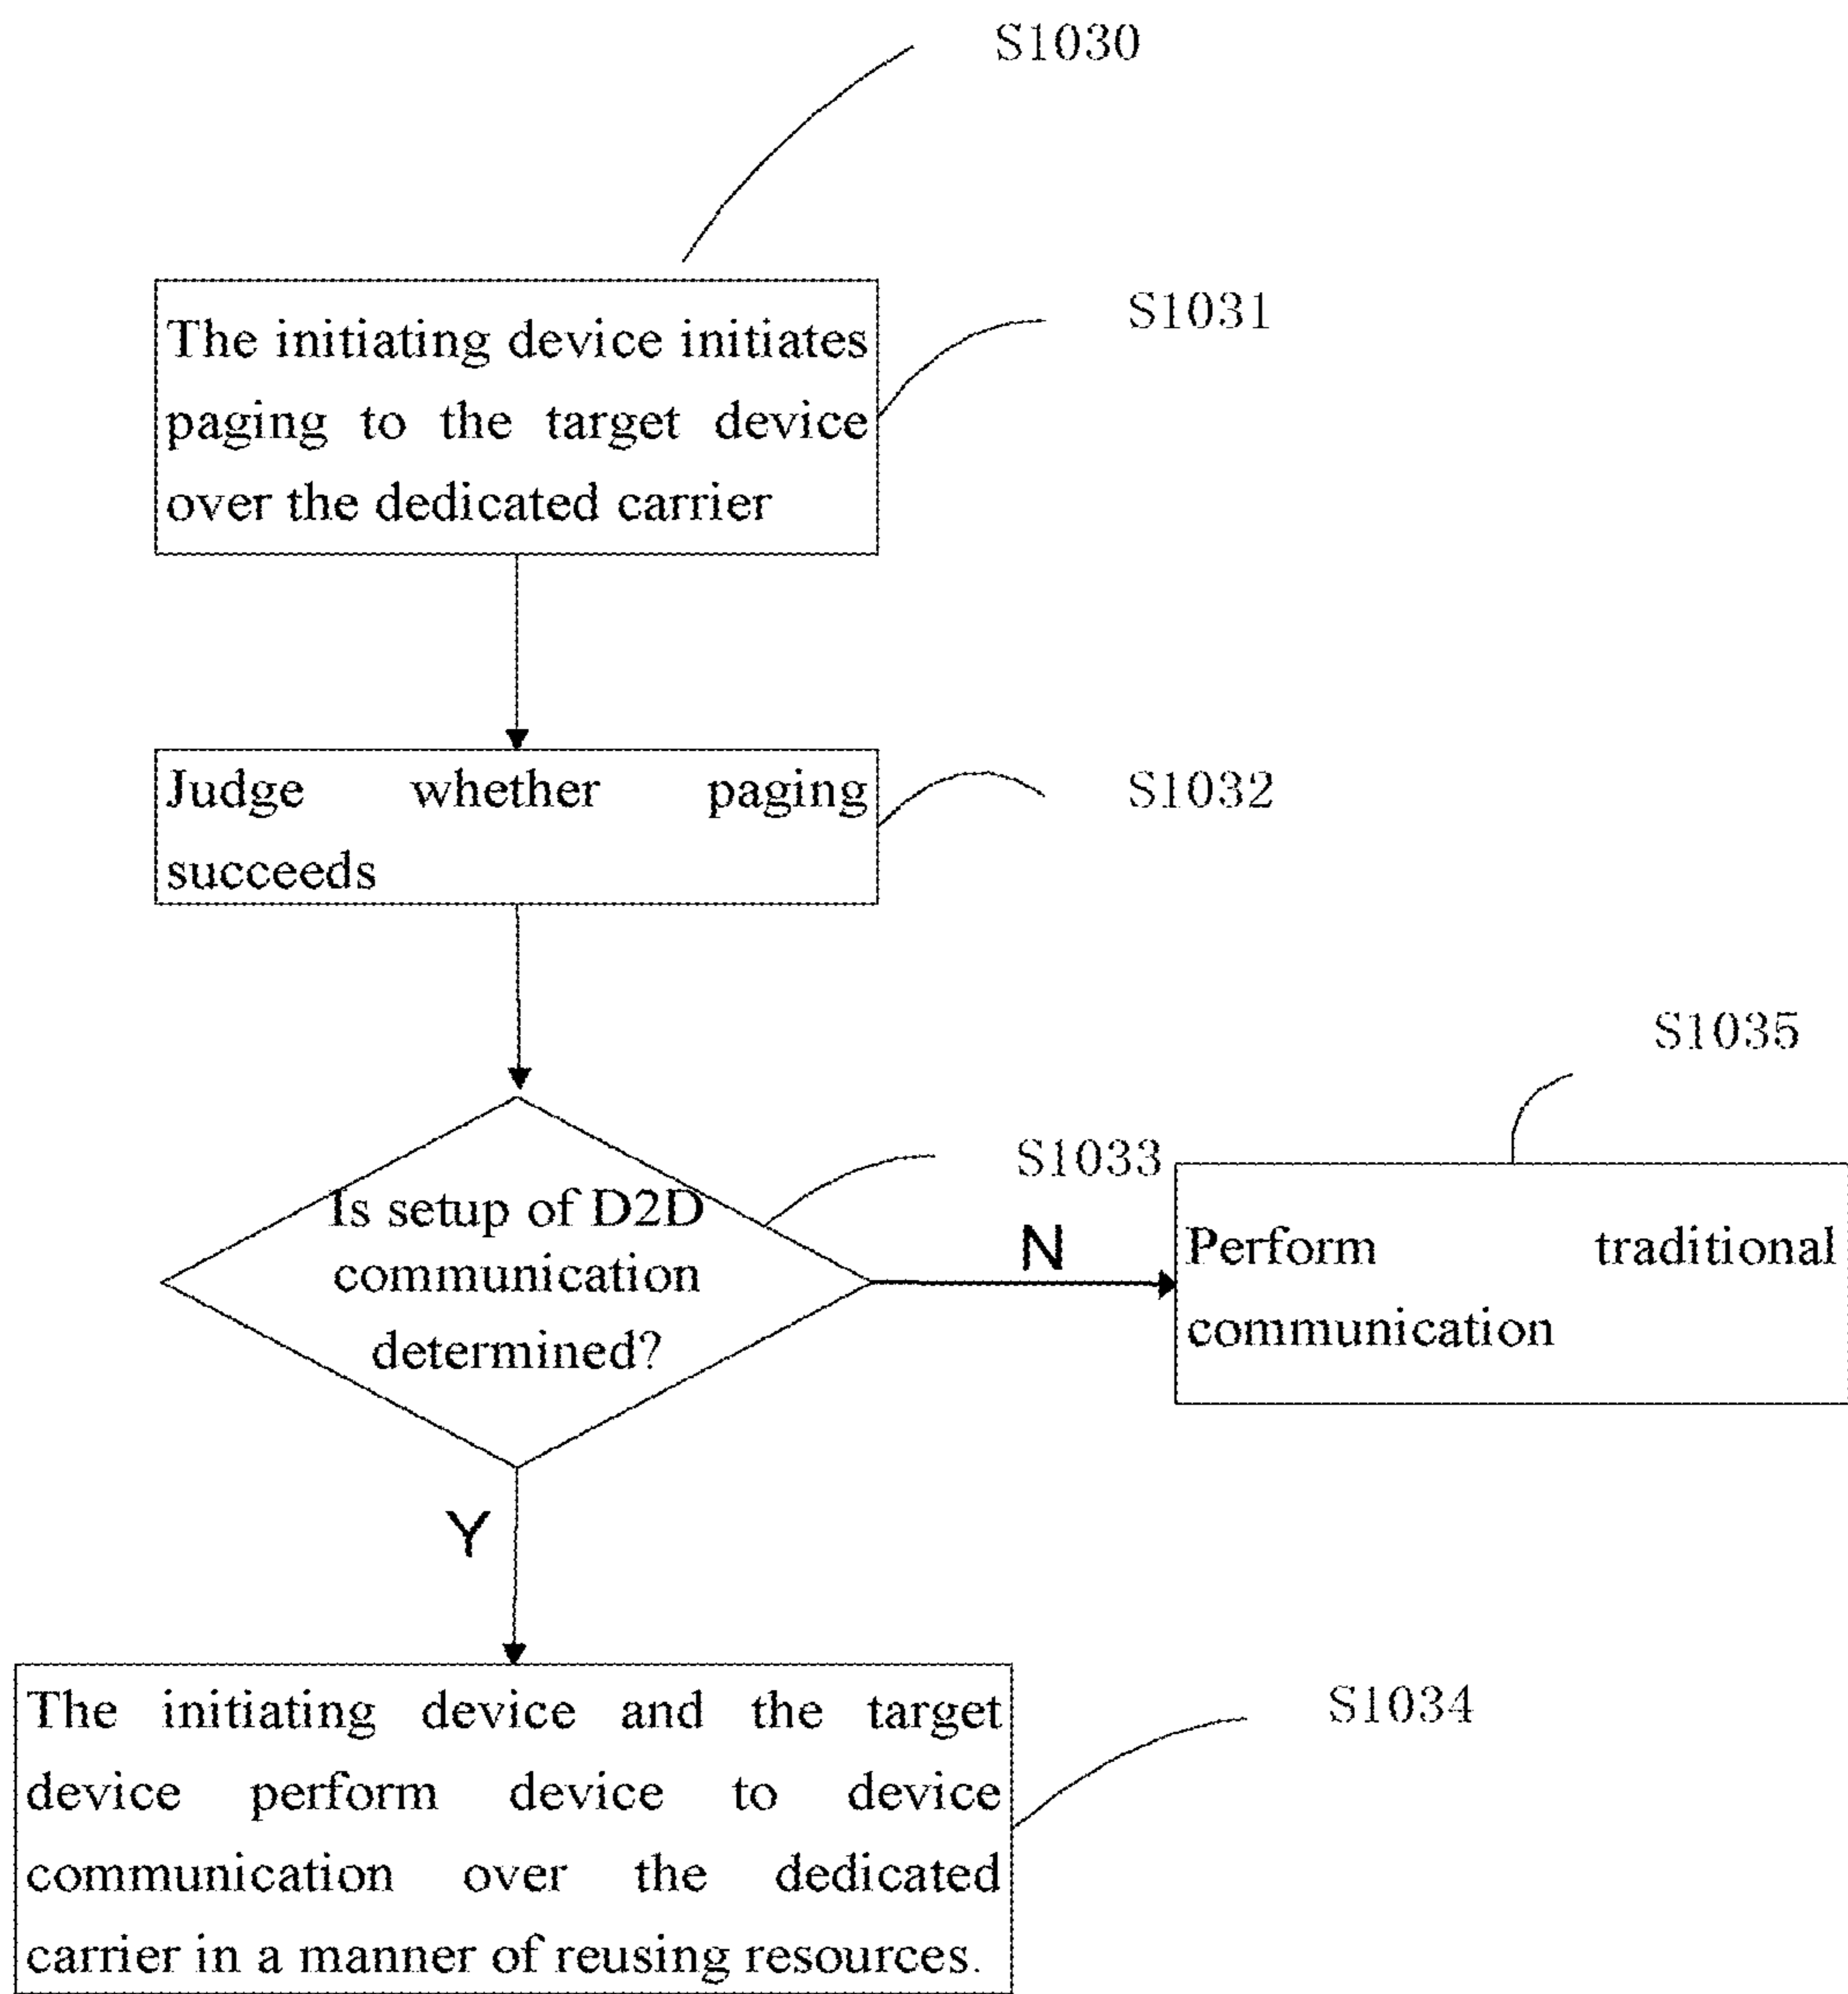 S1030
The initiating device initiates
paging to the target device
over the dedicated carrier
S1031
Judge whether paging
succeeds
S1032
Is setup of D2D
communication
determined?
S1033
N
S1035
Perform traditional
communication
Y
The initiating device and the target
device perform device to device
communication over the dedicated
carrier in a manner of reusing resources.
S1034